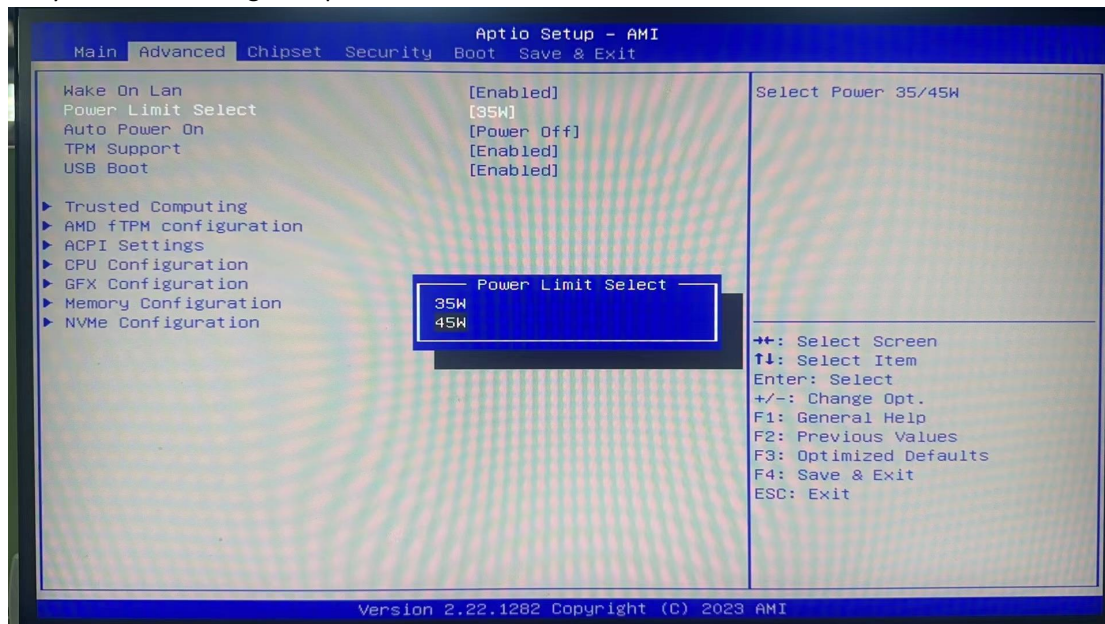 Aptio Setup - AMI
Main Advanced Chipset Security Boot Save & Exit
Wake On Lan [Enabled]
Power Limit Select [35W]
Auto Power On [Power Off]
TPM Support [Enabled]
USB Boot [Enabled]
Trusted Computing
AMD fTPM configuration
ACPI Settings
CPU Configuration
GFX Configuration
Memory Configuration
NVMe Configuration
Power Limit Select
35W
45W
Select Power 35/45W
→←: Select Screen
↑↓: Select Item
Enter: Select
+/-: Change Opt.
F1: General Help
F2: Previous Values
F3: Optimized Defaults
F4: Save & Exit
ESC: Exit
Version 2.22.1282 Copyright (C) 2023 AMI